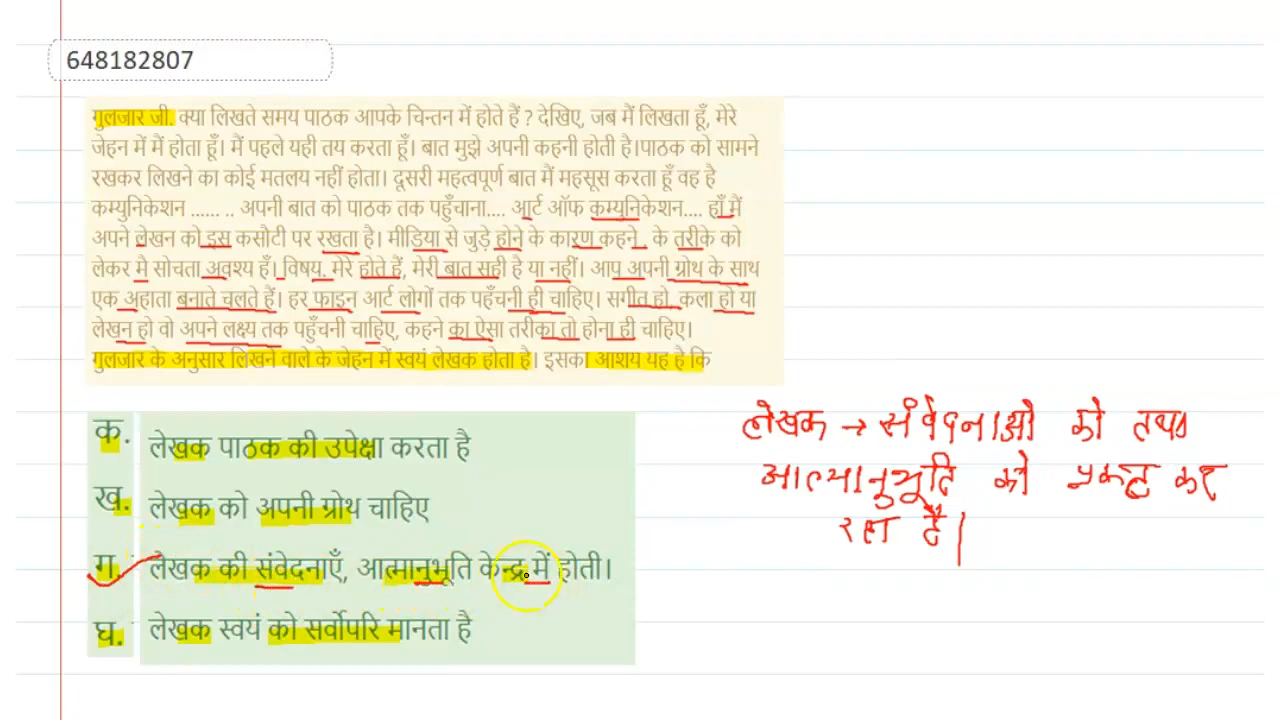 648182807
गुलजार जी. क्या लिखते समय पाठक आपके चिन्तन में होते हैं ? देखिए, जब मैं लिखता हूँ, मेरे
जेहन में मैं होता हूँ। मैं पहले यही तय करता हूँ। बात मुझे अपनी कहनी होती है।पाठक को सामने
रखकर लिखने का कोई मतलय नहीं होता। दूसरी महत्वपूर्ण बात मैं महसूस करता हूँ वह है
कम्युनिकेशन ...... .. अपनी बात को पाठक तक पहुँचाना.... आर्ट ऑफ कम्युनिकेशन.... हाँ मैं
अपने लेखन को इस कसौटी पर रखता है। मीडिया से जुड़े होने के कारण कहने के तरीके को
लेकर मै सोचता अवश्य हँ। विषय. मेरे होते हैं, मेरी बात सही है या नहीं। आप अपनी ग्रोथ के साथ
एक अहाता बनाते चलते हैं। हर फाइन आर्ट लोगों तक पहुँचनी ही चाहिए। सगीत हो, कला हो या
लेखन हो वो अपने लक्ष्य तक पहुँचनी चाहिए, कहने का ऐसा तरीका तो होना ही चाहिए।
गुलजार के अनुसार लिखने वाले के जेहन में स्वयं लेखक होता है। इसका आशय यह है कि
क. लेखक पाठक की उपेक्षा करता है
ख. लेखक को अपनी ग्रोथ चाहिए
ग. लेखक की संवेदनाएँ, आत्मानुभूति केन्द्र में होती।
घ. लेखक स्वयं को सर्वोपरि मानता है
लेखक → संवेदनाओ को तथा
आत्मानुभूति को प्रकट कर
रहा है।